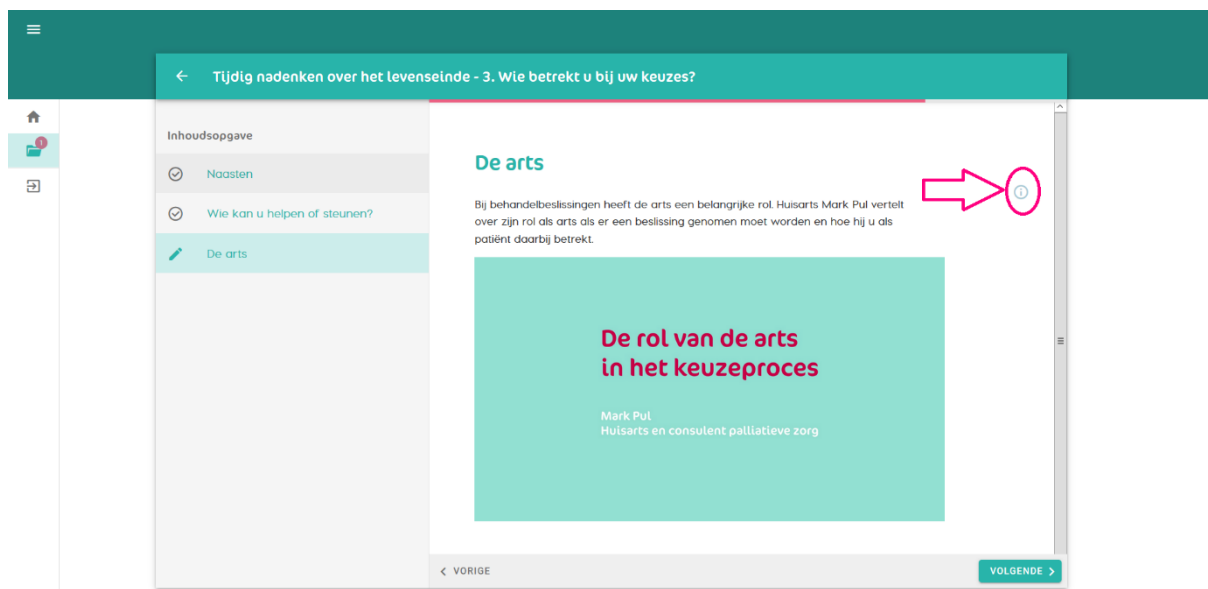 Tijdig nadenken over het levenseinde - 3. Wie betrekt u bij uw keuzes?
1
Inhoudsopgave
Naasten
Wie kan u helpen of steunen?
De arts
De arts
Bij behandelbeslissingen heeft de arts een belangrijke rol. Huisarts Mark Pul vertelt
over zijn rol als arts als er een beslissing genomen moet worden en hoe hij u als
patiënt daarbij betrekt.
De rol van de arts
in het keuzeproces
Mark Pul
Huisarts en consulent palliatieve zorg
VORIGE
VOLGENDE